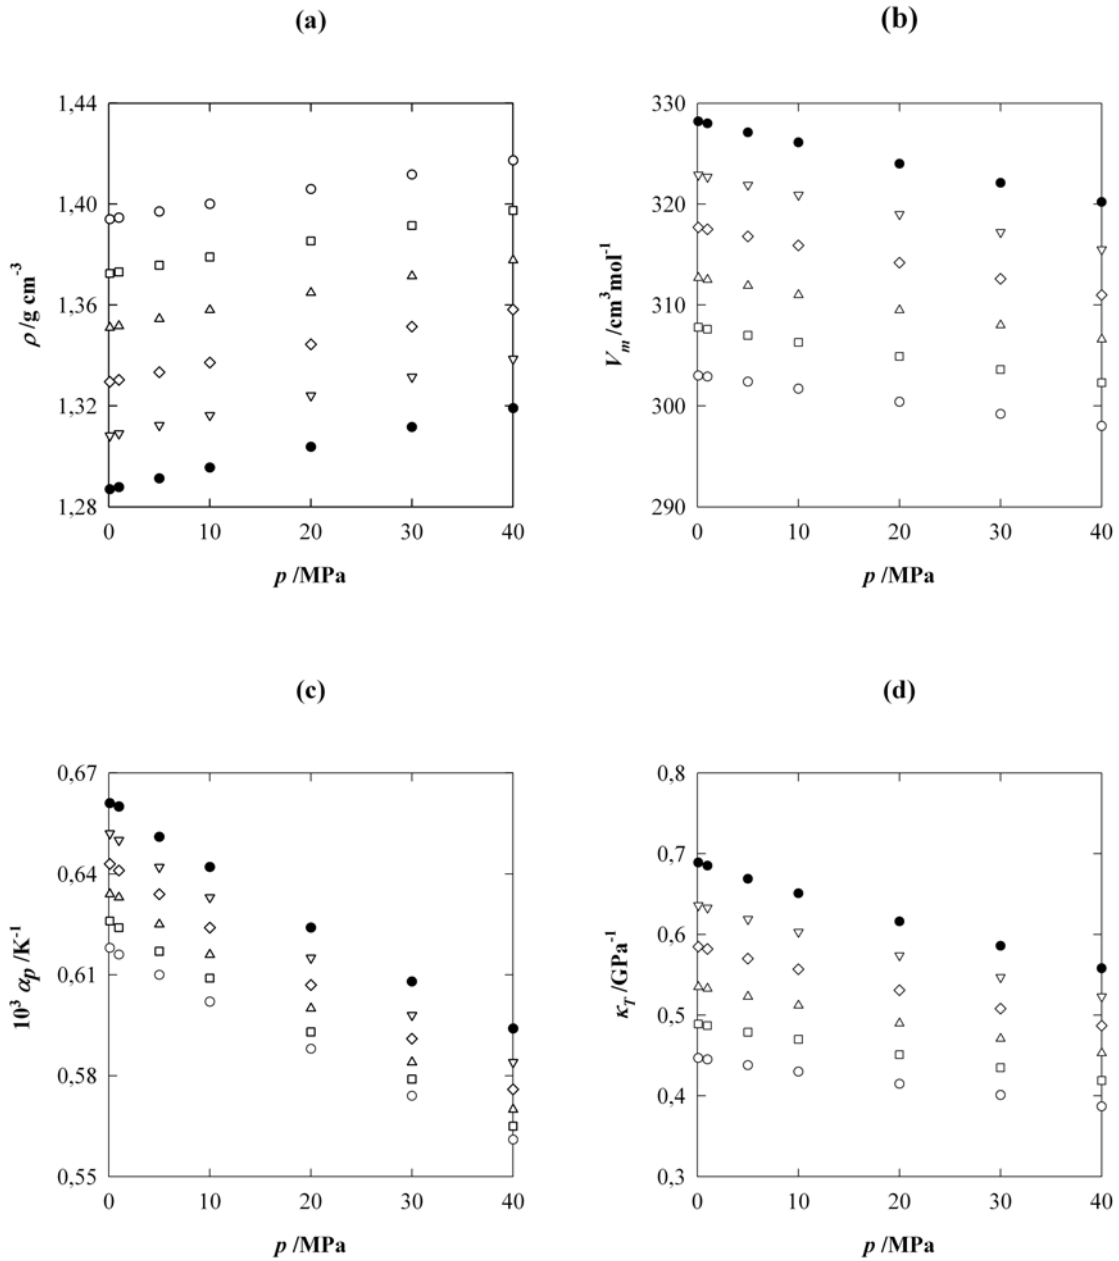 (a)
1,44
1,40
1,36
1,32
1,28
ρ /g cm⁻³
0 10 20 30 40
p /MPa
(b)
330
320
310
300
290
Vₘ /cm³mol⁻¹
0 10 20 30 40
p /MPa
(c)
0,67
0,64
0,61
0,58
0,55
10³ αₚ /K⁻¹
0 10 20 30 40
p /MPa
(d)
0,8
0,7
0,6
0,5
0,4
0,3
κ_T /GPa⁻¹
0 10 20 30 40
p /MPa